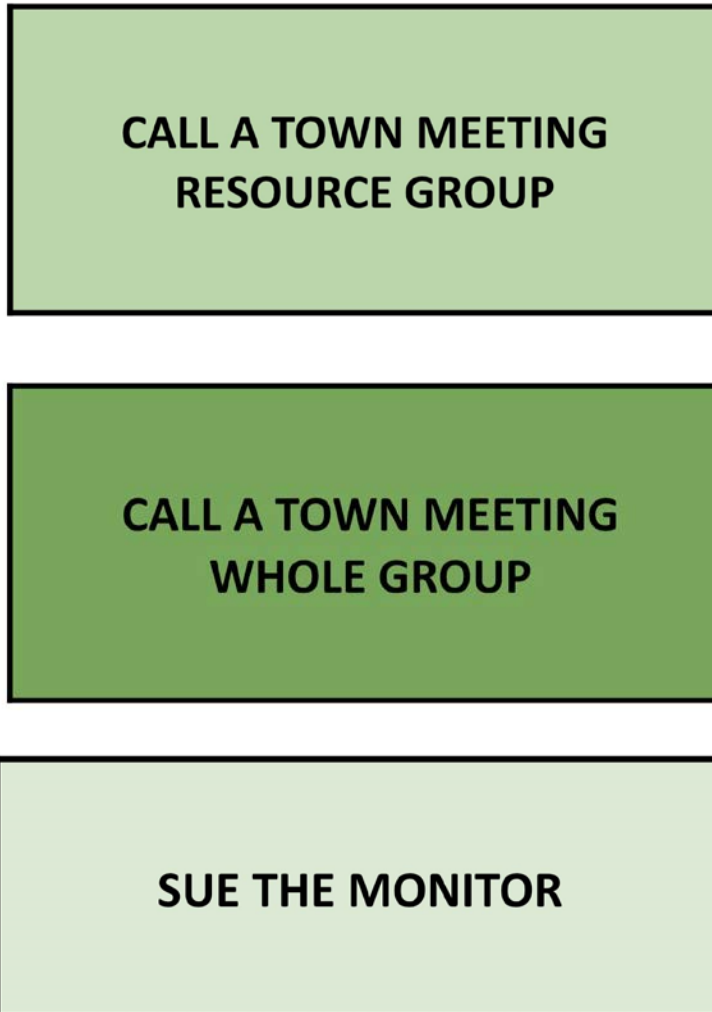 CALL A TOWN MEETING
RESOURCE GROUP
CALL A TOWN MEETING
WHOLE GROUP
SUE THE MONITOR